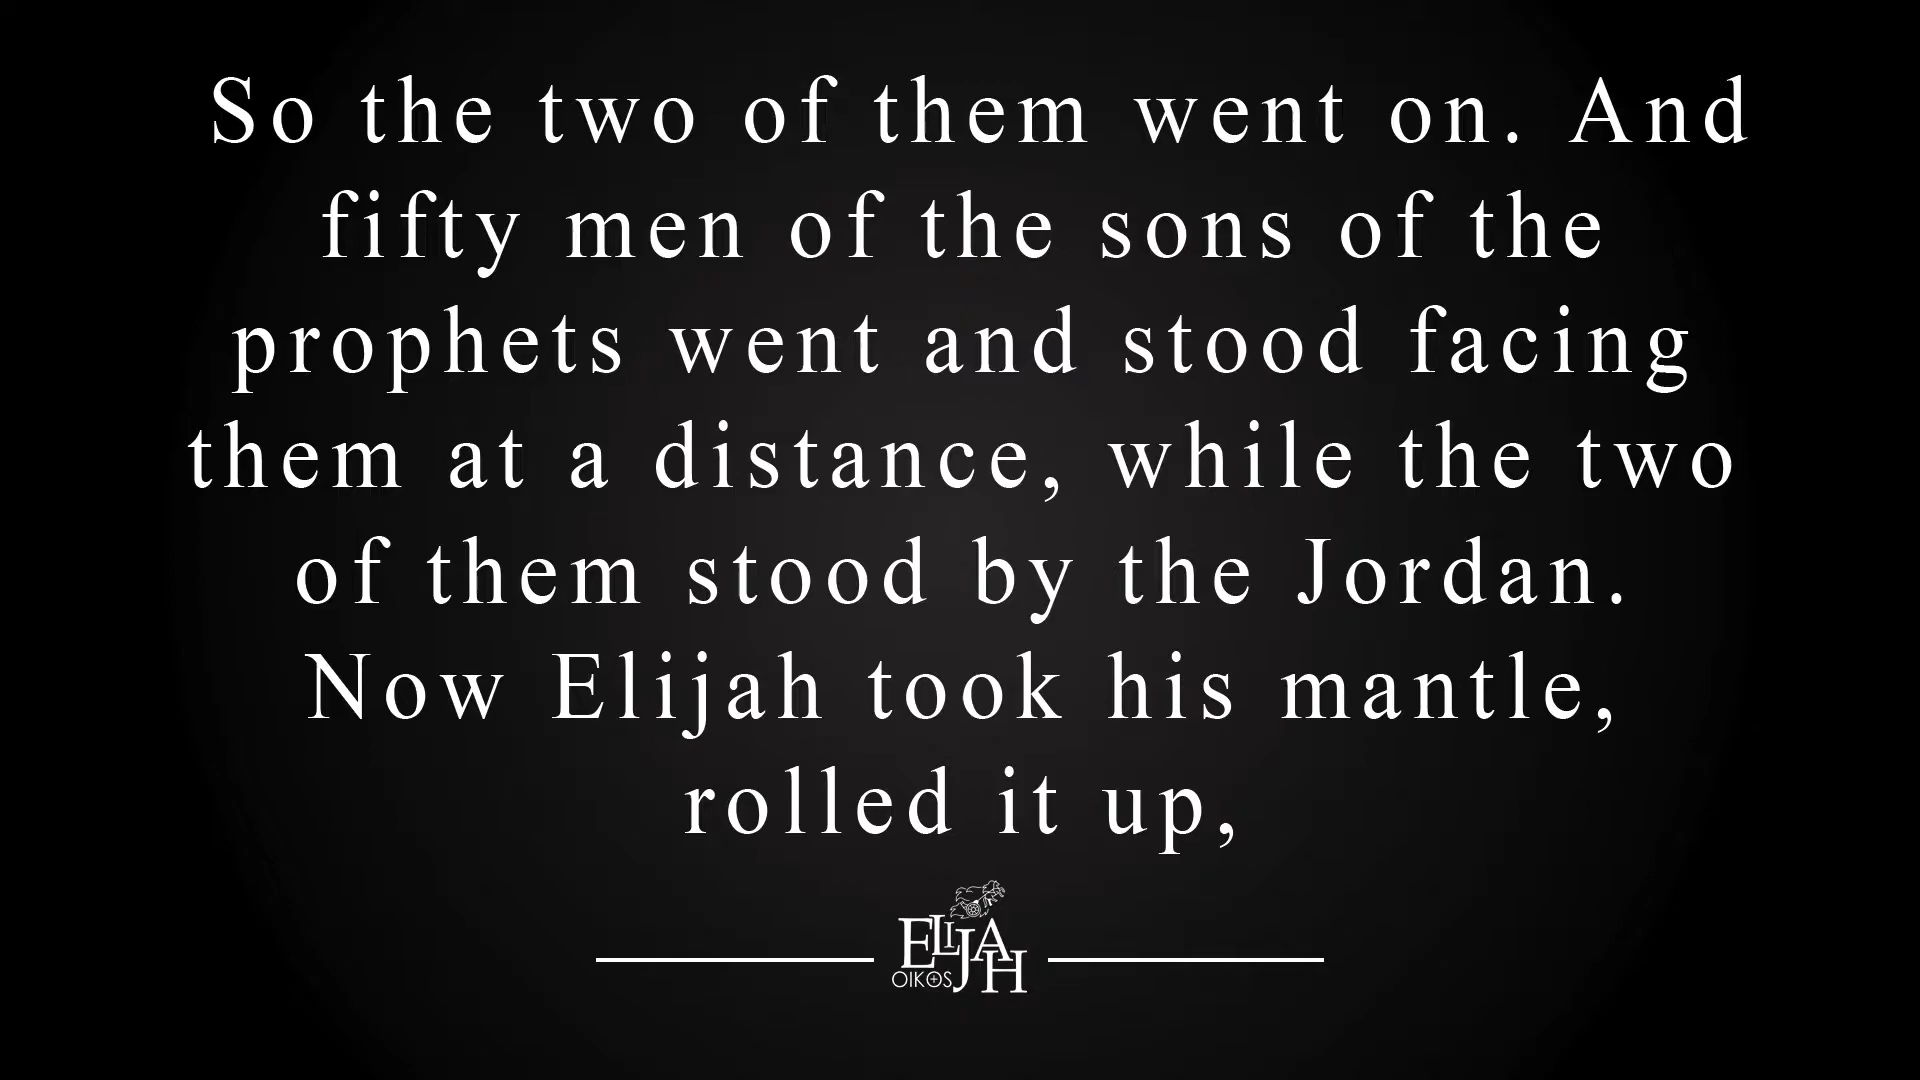 So the two of them went on. And
fifty men of the sons of the
prophets went and stood facing
them at a distance, while the two
of them stood by the Jordan.
Now Elijah took his mantle,
rolled it up,
ELIJAH
OIKOS